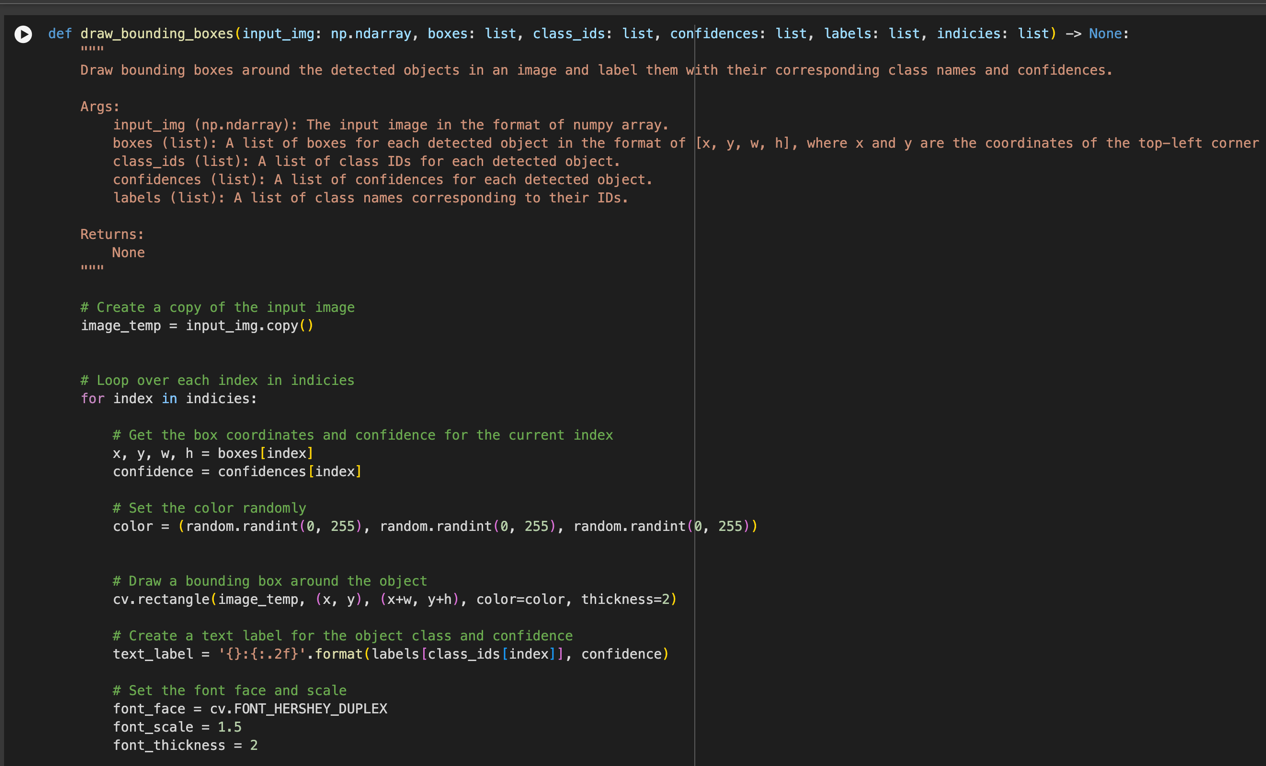 def draw_bounding_boxes(input_img: np.ndarray, boxes: list, class_ids: list, confidences: list, labels: list, indicies: list) -> None:
"""
Draw bounding boxes around the detected objects in an image and label them with their corresponding class names and confidences.
Args:
input_img (np.ndarray): The input image in the format of numpy array.
boxes (list): A list of boxes for each detected object in the format of [x, y, w, h], where x and y are the coordinates of the top-left corner
class_ids (list): A list of class IDs for each detected object.
confidences (list): A list of confidences for each detected object.
labels (list): A list of class names corresponding to their IDs.
Returns:
None
"""
# Create a copy of the input image
image_temp = input_img.copy()
# Loop over each index in indicies
for index in indicies:
# Get the box coordinates and confidence for the current index
x, y, w, h = boxes[index]
confidence = confidences[index]
# Set the color randomly
color = (random.randint(0, 255), random.randint(0, 255), random.randint(0, 255))
# Draw a bounding box around the object
cv.rectangle(image_temp, (x, y), (x+w, y+h), color=color, thickness=2)
# Create a text label for the object class and confidence
text_label = '{}:{:.2f}'.format(labels[class_ids[index]], confidence)
# Set the font face and scale
font_face = cv.FONT_HERSHEY_DUPLEX
font_scale = 1.5
font_thickness = 2